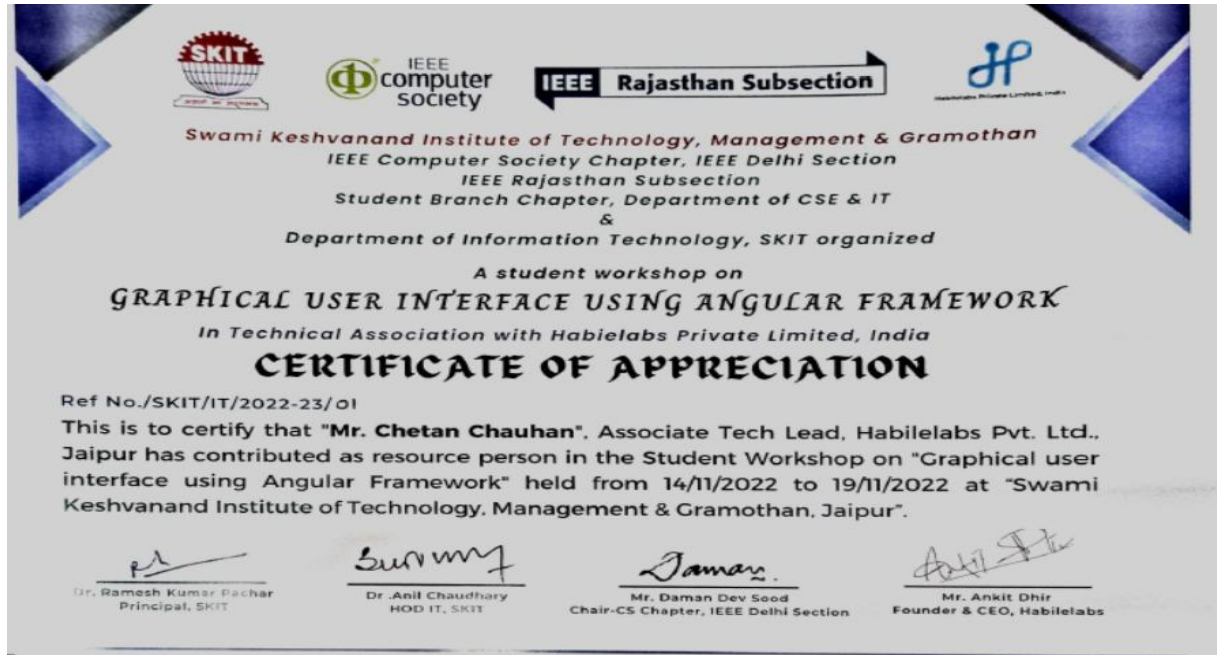 SKIT
IEEE
computer
society
IEEE Rajasthan Subsection
Habilelabs Private Limited, India
Swami Keshvanand Institute of Technology, Management & Gramothan
IEEE Computer Society Chapter, IEEE Delhi Section
IEEE Rajasthan Subsection
Student Branch Chapter, Department of CSE & IT
&
Department of Information Technology, SKIT organized
A student workshop on
GRAPHICAL USER INTERFACE USING ANGULAR FRAMEWORK
In Technical Association with Habielabs Private Limited, India
CERTIFICATE OF APPRECIATION
Ref No./SKIT/IT/2022-23/01
This is to certify that "Mr. Chetan Chauhan", Associate Tech Lead, Habilelabs Pvt. Ltd.,
Jaipur has contributed as resource person in the Student Workshop on "Graphical user
interface using Angular Framework" held from 14/11/2022 to 19/11/2022 at "Swami
Keshvanand Institute of Technology, Management & Gramothan, Jaipur".
Daman
Dr. Ramesh Kumar Pachar
Principal, SKIT
Dr .Anil Chaudhary
HOD IT, SKIT
Mr. Daman Dev Sood
Chair-CS Chapter, IEEE Delhi Section
Mr. Ankit Dhir
Founder & CEO, Habilelabs